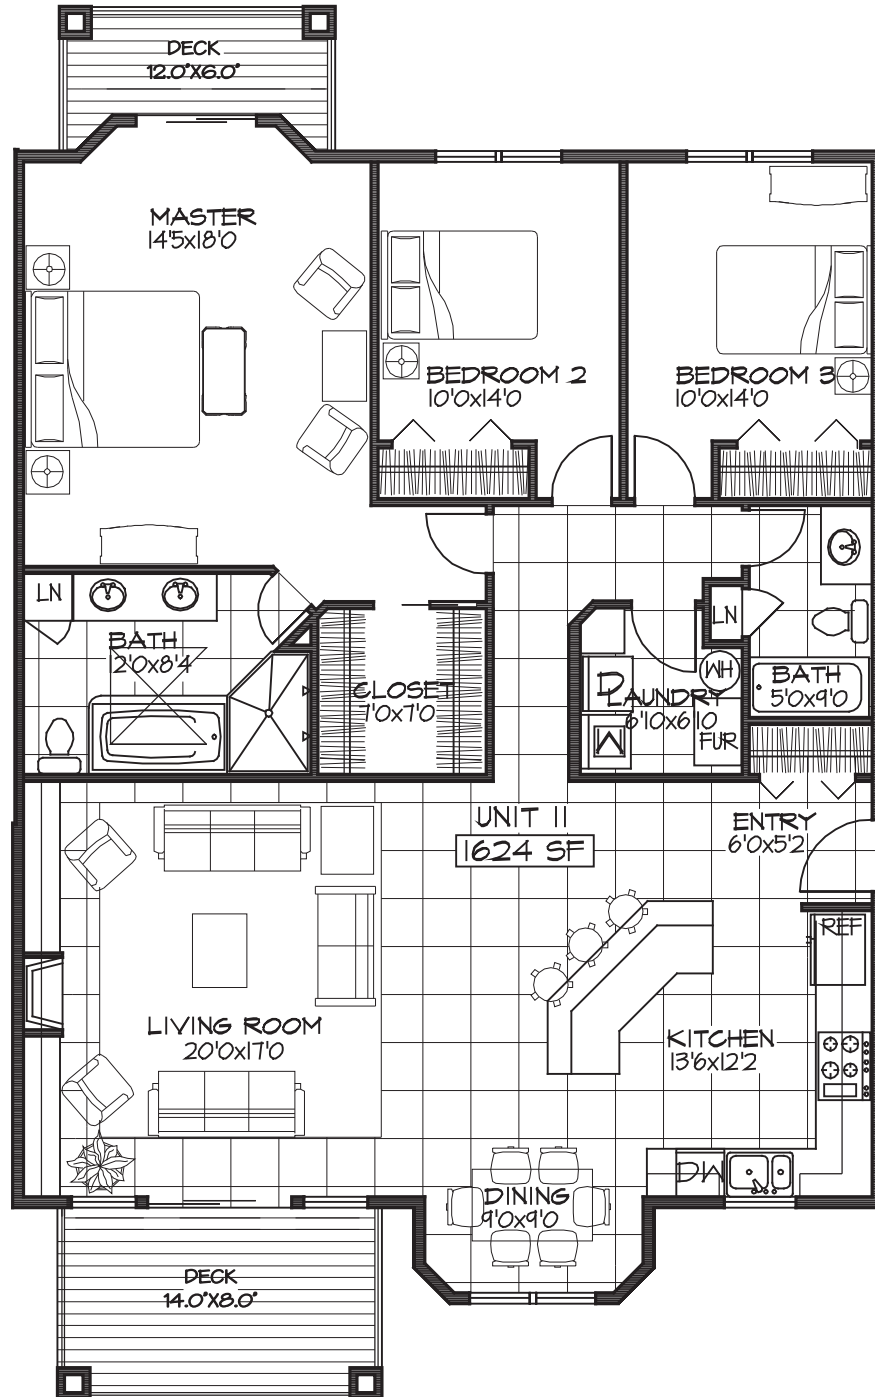 DECK
12.0"X6.0"
MASTER
14'5x18'0
BEDROOM 2
10'0x14'0
BEDROOM 3
10'0x14'0
LN
BATH
12'0x8'4
CLOSET
7'0x7'0
LN
WH
D
LAUNDRY
6'10x6'10
W
FUR
BATH
5'0x9'0
UNIT 11
1624 SF
ENTRY
6'0x5'2
REF
LIVING ROOM
20'0x17'0
KITCHEN
13'6x12'2
DW
DINING
9'0x9'0
DECK
14.0"X8.0"